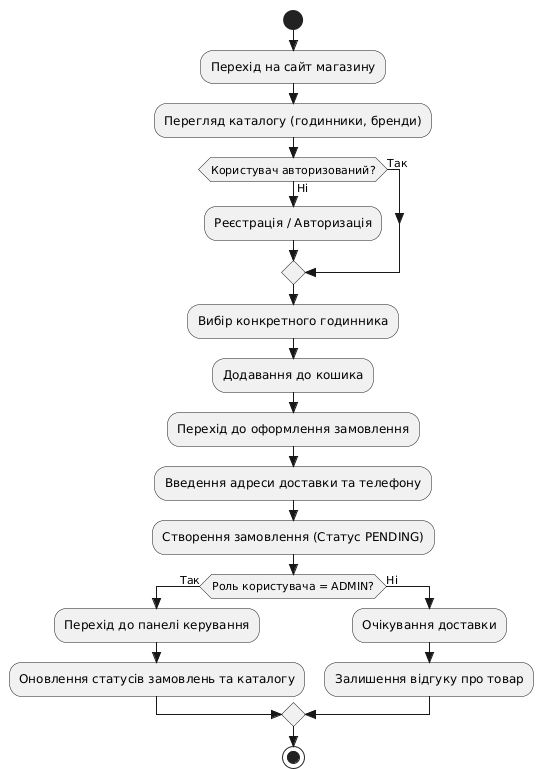 Перехід на сайт магазину
Перегляд каталогу (годинники, бренди)
Користувач авторизований?
Так
Ні
Реєстрація / Авторизація
Вибір конкретного годинника
Додавання до кошика
Перехід до оформлення замовлення
Введення адреси доставки та телефону
Створення замовлення (Статус PENDING)
Так
Роль користувача = ADMIN?
Ні
Перехід до панелі керування
Очікування доставки
Оновлення статусів замовлень та каталогу
Залишення відгуку про товар